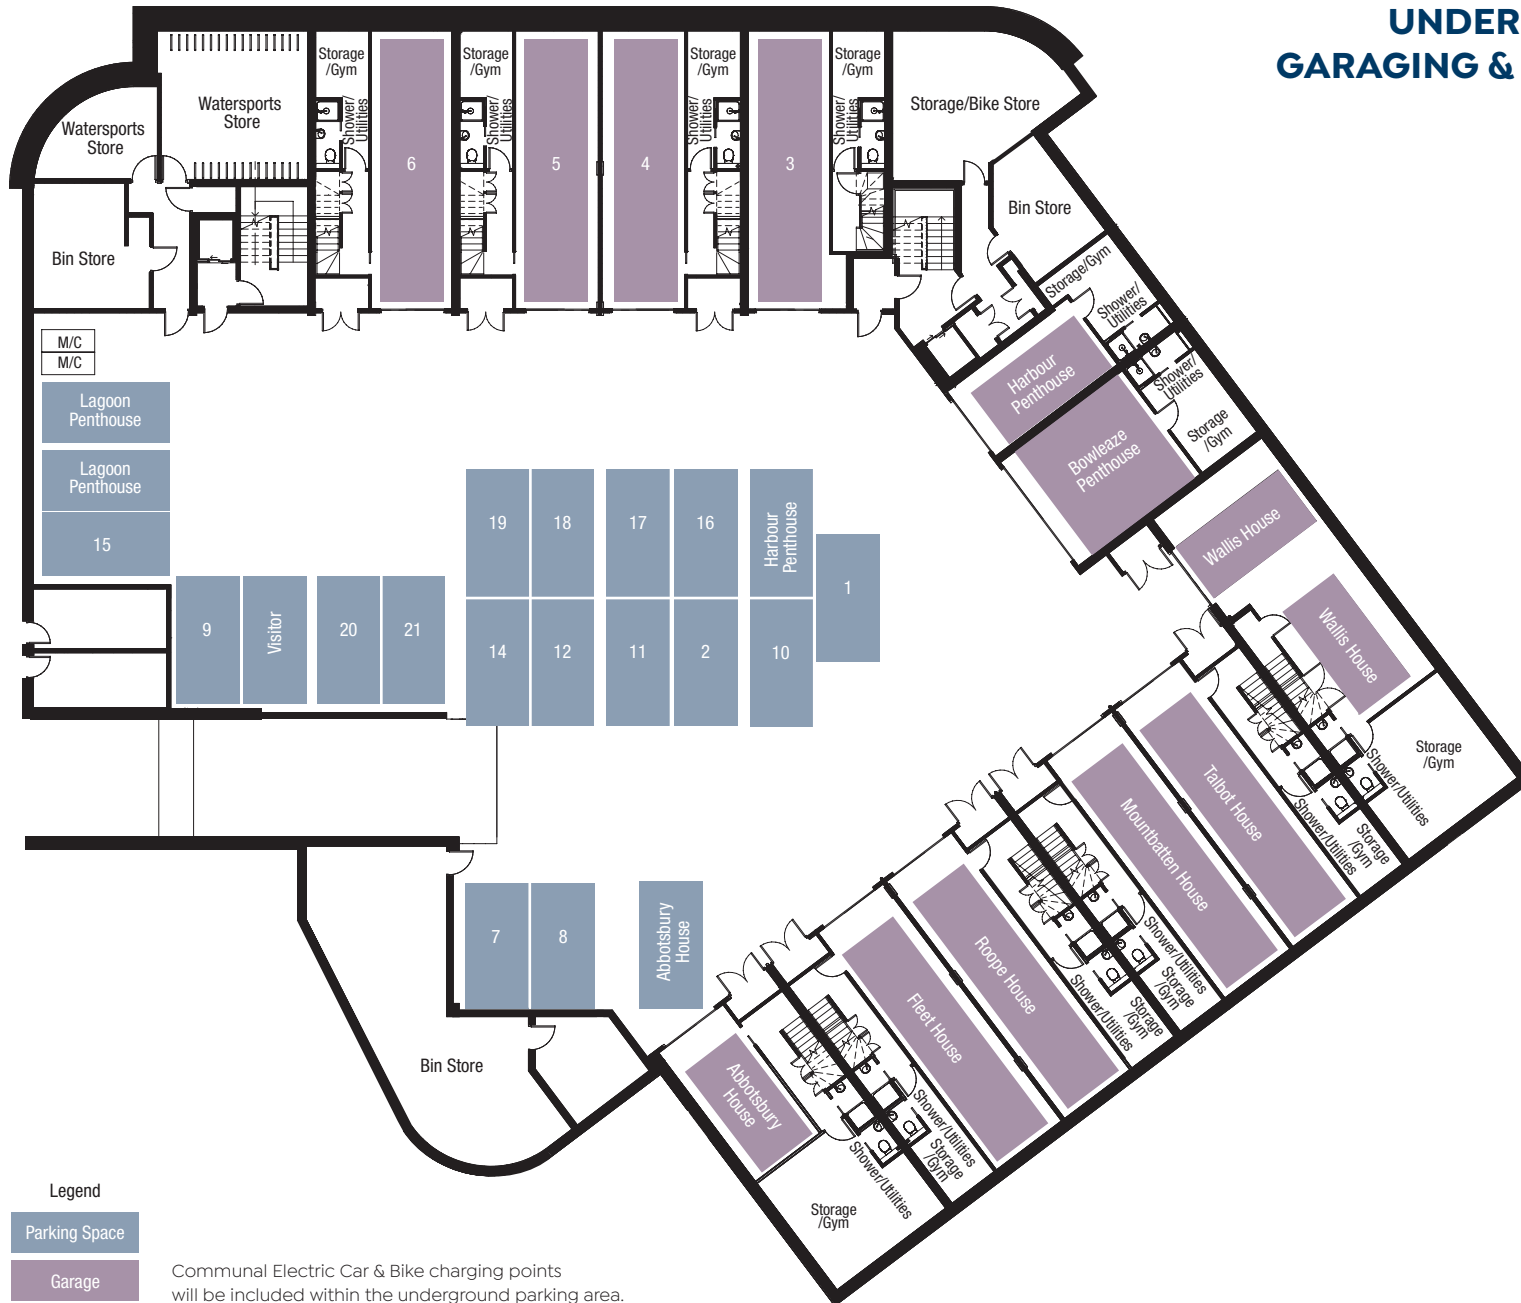 UNDER
GARAGING &
Storage
/Gym
Storage
/Gym
Storage
/Gym
Storage
/Gym
Watersports
Store
Watersports
Store
Shower/
Utilities
6
Shower/
Utilities
5
4
Shower/
Utilities
3
Shower/
Utilities
Storage/Bike Store
Bin Store
Bin Store
Storage/Gym
Shower/
Utilities
M/C
M/C
Harbour
Penthouse
Shower/
Utilities
Storage
/Gym
Bowleaze
Penthouse
Lagoon
Penthouse
Lagoon
Penthouse
15
19
18
17
16
Harbour
Penthouse
1
Wallis House
Wallis House
9
Visitor
20
21
14
12
11
2
10
Storage
/Gym
Shower/Utilities
Talbot House
Shower/Utilities
Storage
/Gym
Mountbatten House
Shower/Utilities
Storage
/Gym
7
8
Abbotsbury
House
Roope House
Shower/Utilities
Storage
/Gym
Fleet House
Shower/Utilities
Storage
/Gym
Bin Store
Abbotsbury
House
Shower/Utilities
Storage
/Gym
Legend
Parking Space
Garage
Communal Electric Car & Bike charging points
will be included within the underground parking area.